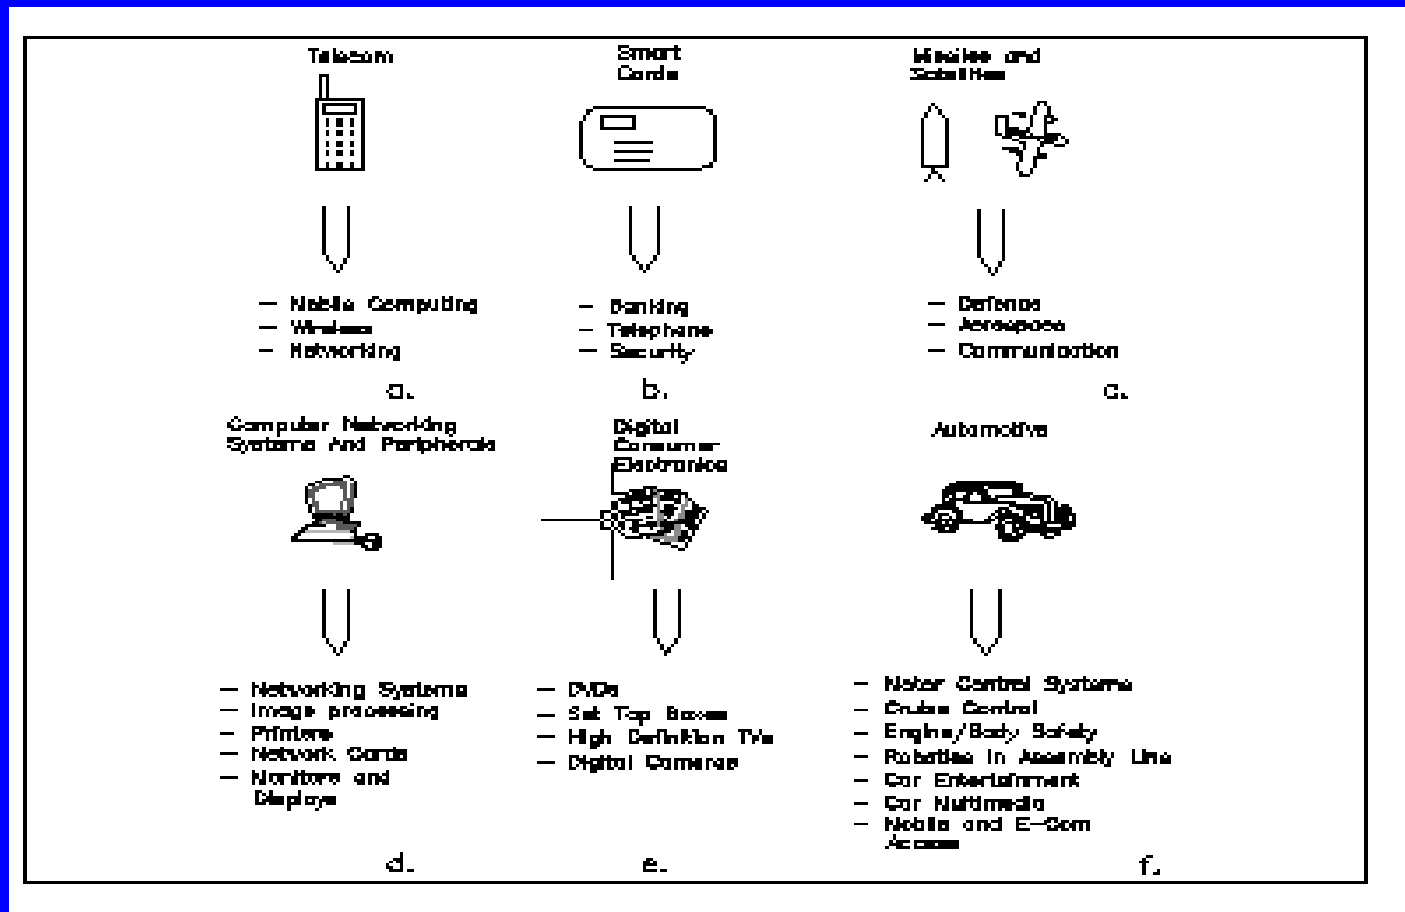 Telecom
Smart
Cards
Missiles and
Satellites
– Mobile Computing
– Wireless
– Networking
a.
– Banking
– Telephone
– Security
b.
– Defence
– Aerospace
– Communication
c.
Computer Networking
Systems And Peripherals
Digital
Consumer
Electronics
Automotive
– Networking Systems
– Image processing
– Printers
– Network Cards
– Monitors and
Displays
d.
– DVDs
– Set Top Boxes
– High Definition TVs
– Digital Cameras
e.
– Motor Control Systems
– Cruise Control
– Engine/Body Safety
– Robotics in Assembly Line
– Car Entertainment
– Car Multimedia
– Mobile and E-Com
Access
f.